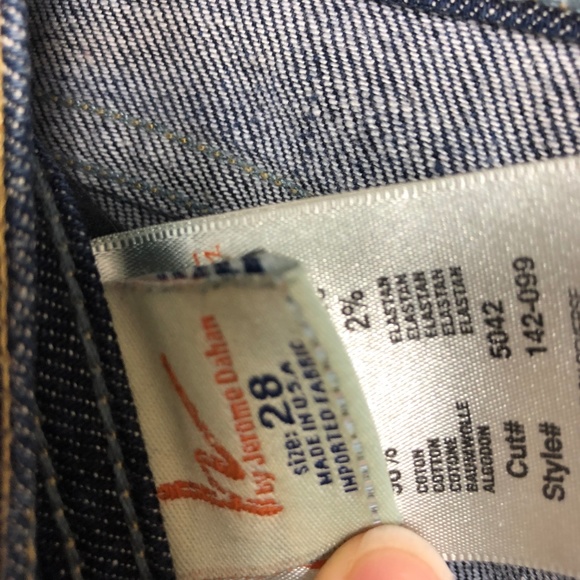 by Jerome Dahan
size: 28
MADE IN U.S.A
IMPORTED FABRIC
2%
COTON ELASTAN
COTTON ELASTAN
COTONE ELASTAN
BAUMWOLLE ELASTAN
ALGODON ELASTAN
Cut# 5042
Style# 142-099